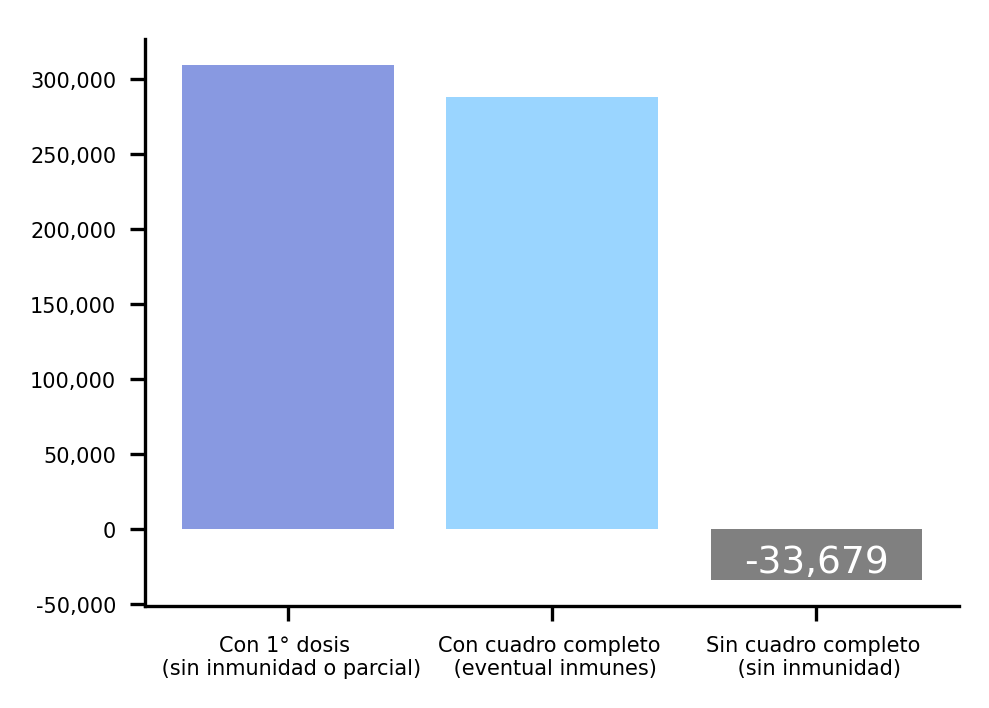 300,000
250,000
200,000
150,000
100,000
50,000
0
-50,000
-33,679
Con 1° dosis
(sin inmunidad o parcial)
Con cuadro completo
(eventual inmunes)
Sin cuadro completo
(sin inmunidad)